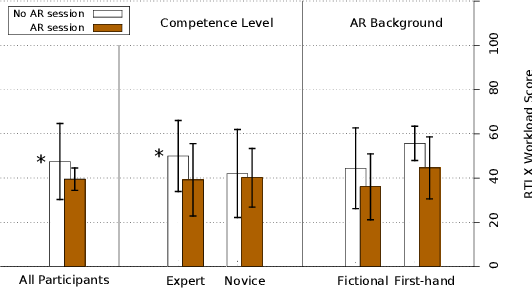 No AR session
AR session
Competence Level
AR Background
*
*
100
80
60
40
20
0
RTLX Workload Score
All Participants
Expert
Novice
Fictional
First-hand